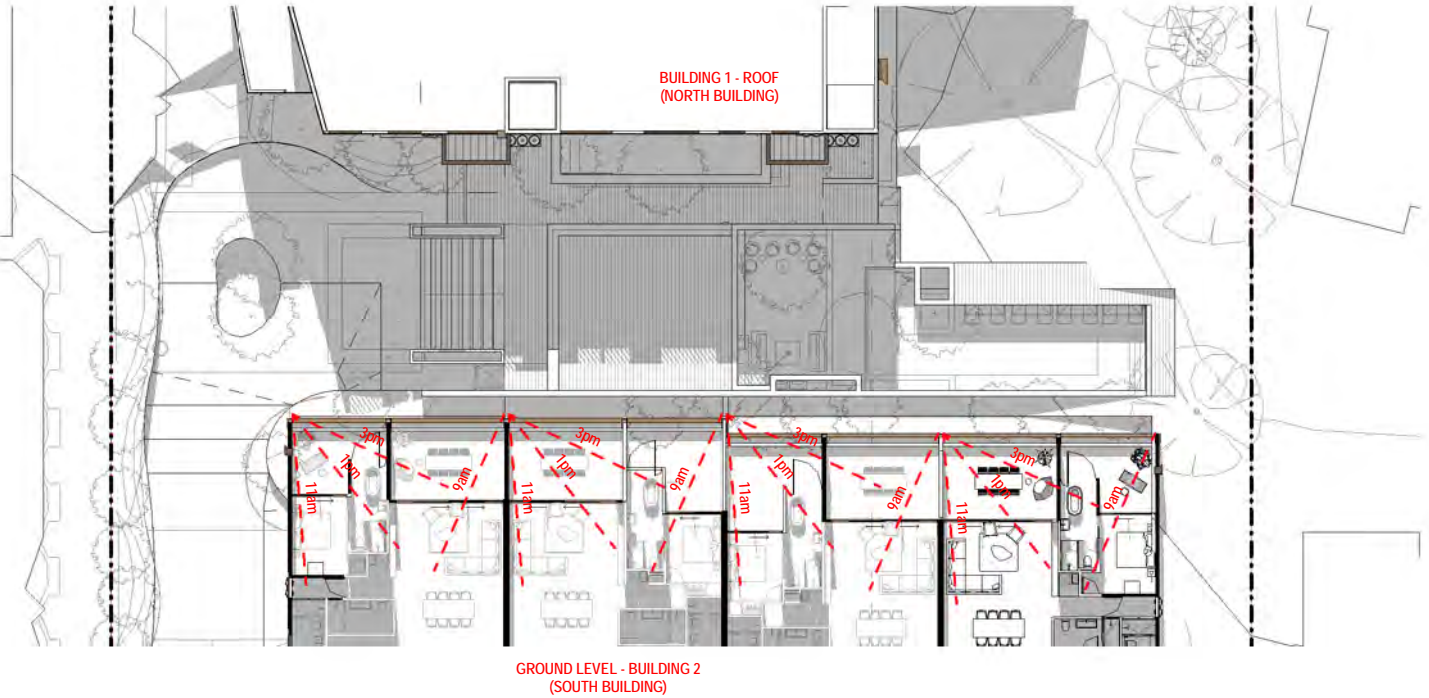 BUILDING 1 - ROOF
(NORTH BUILDING)
3pm
1pm
11am
9am
3pm
1pm
11am
9am
3pm
1pm
11am
9am
3pm
1pm
11am
9am
GROUND LEVEL - BUILDING 2
(SOUTH BUILDING)